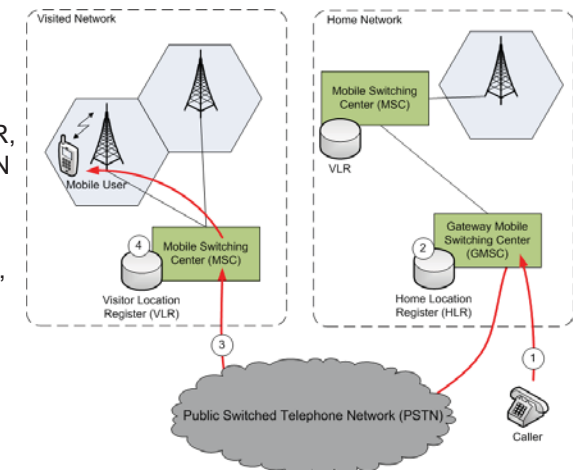 Visited Network
Home Network
R,
N
,
Mobile User
4
Mobile Switching
Center (MSC)
Visitor Location
Register (VLR)
3
Mobile Switching
Center (MSC)
VLR
2
Gateway Mobile
Switching Center
(GMSC)
Home Location
Register (HLR)
1
Public Switched Telephone Network (PSTN)
Caller